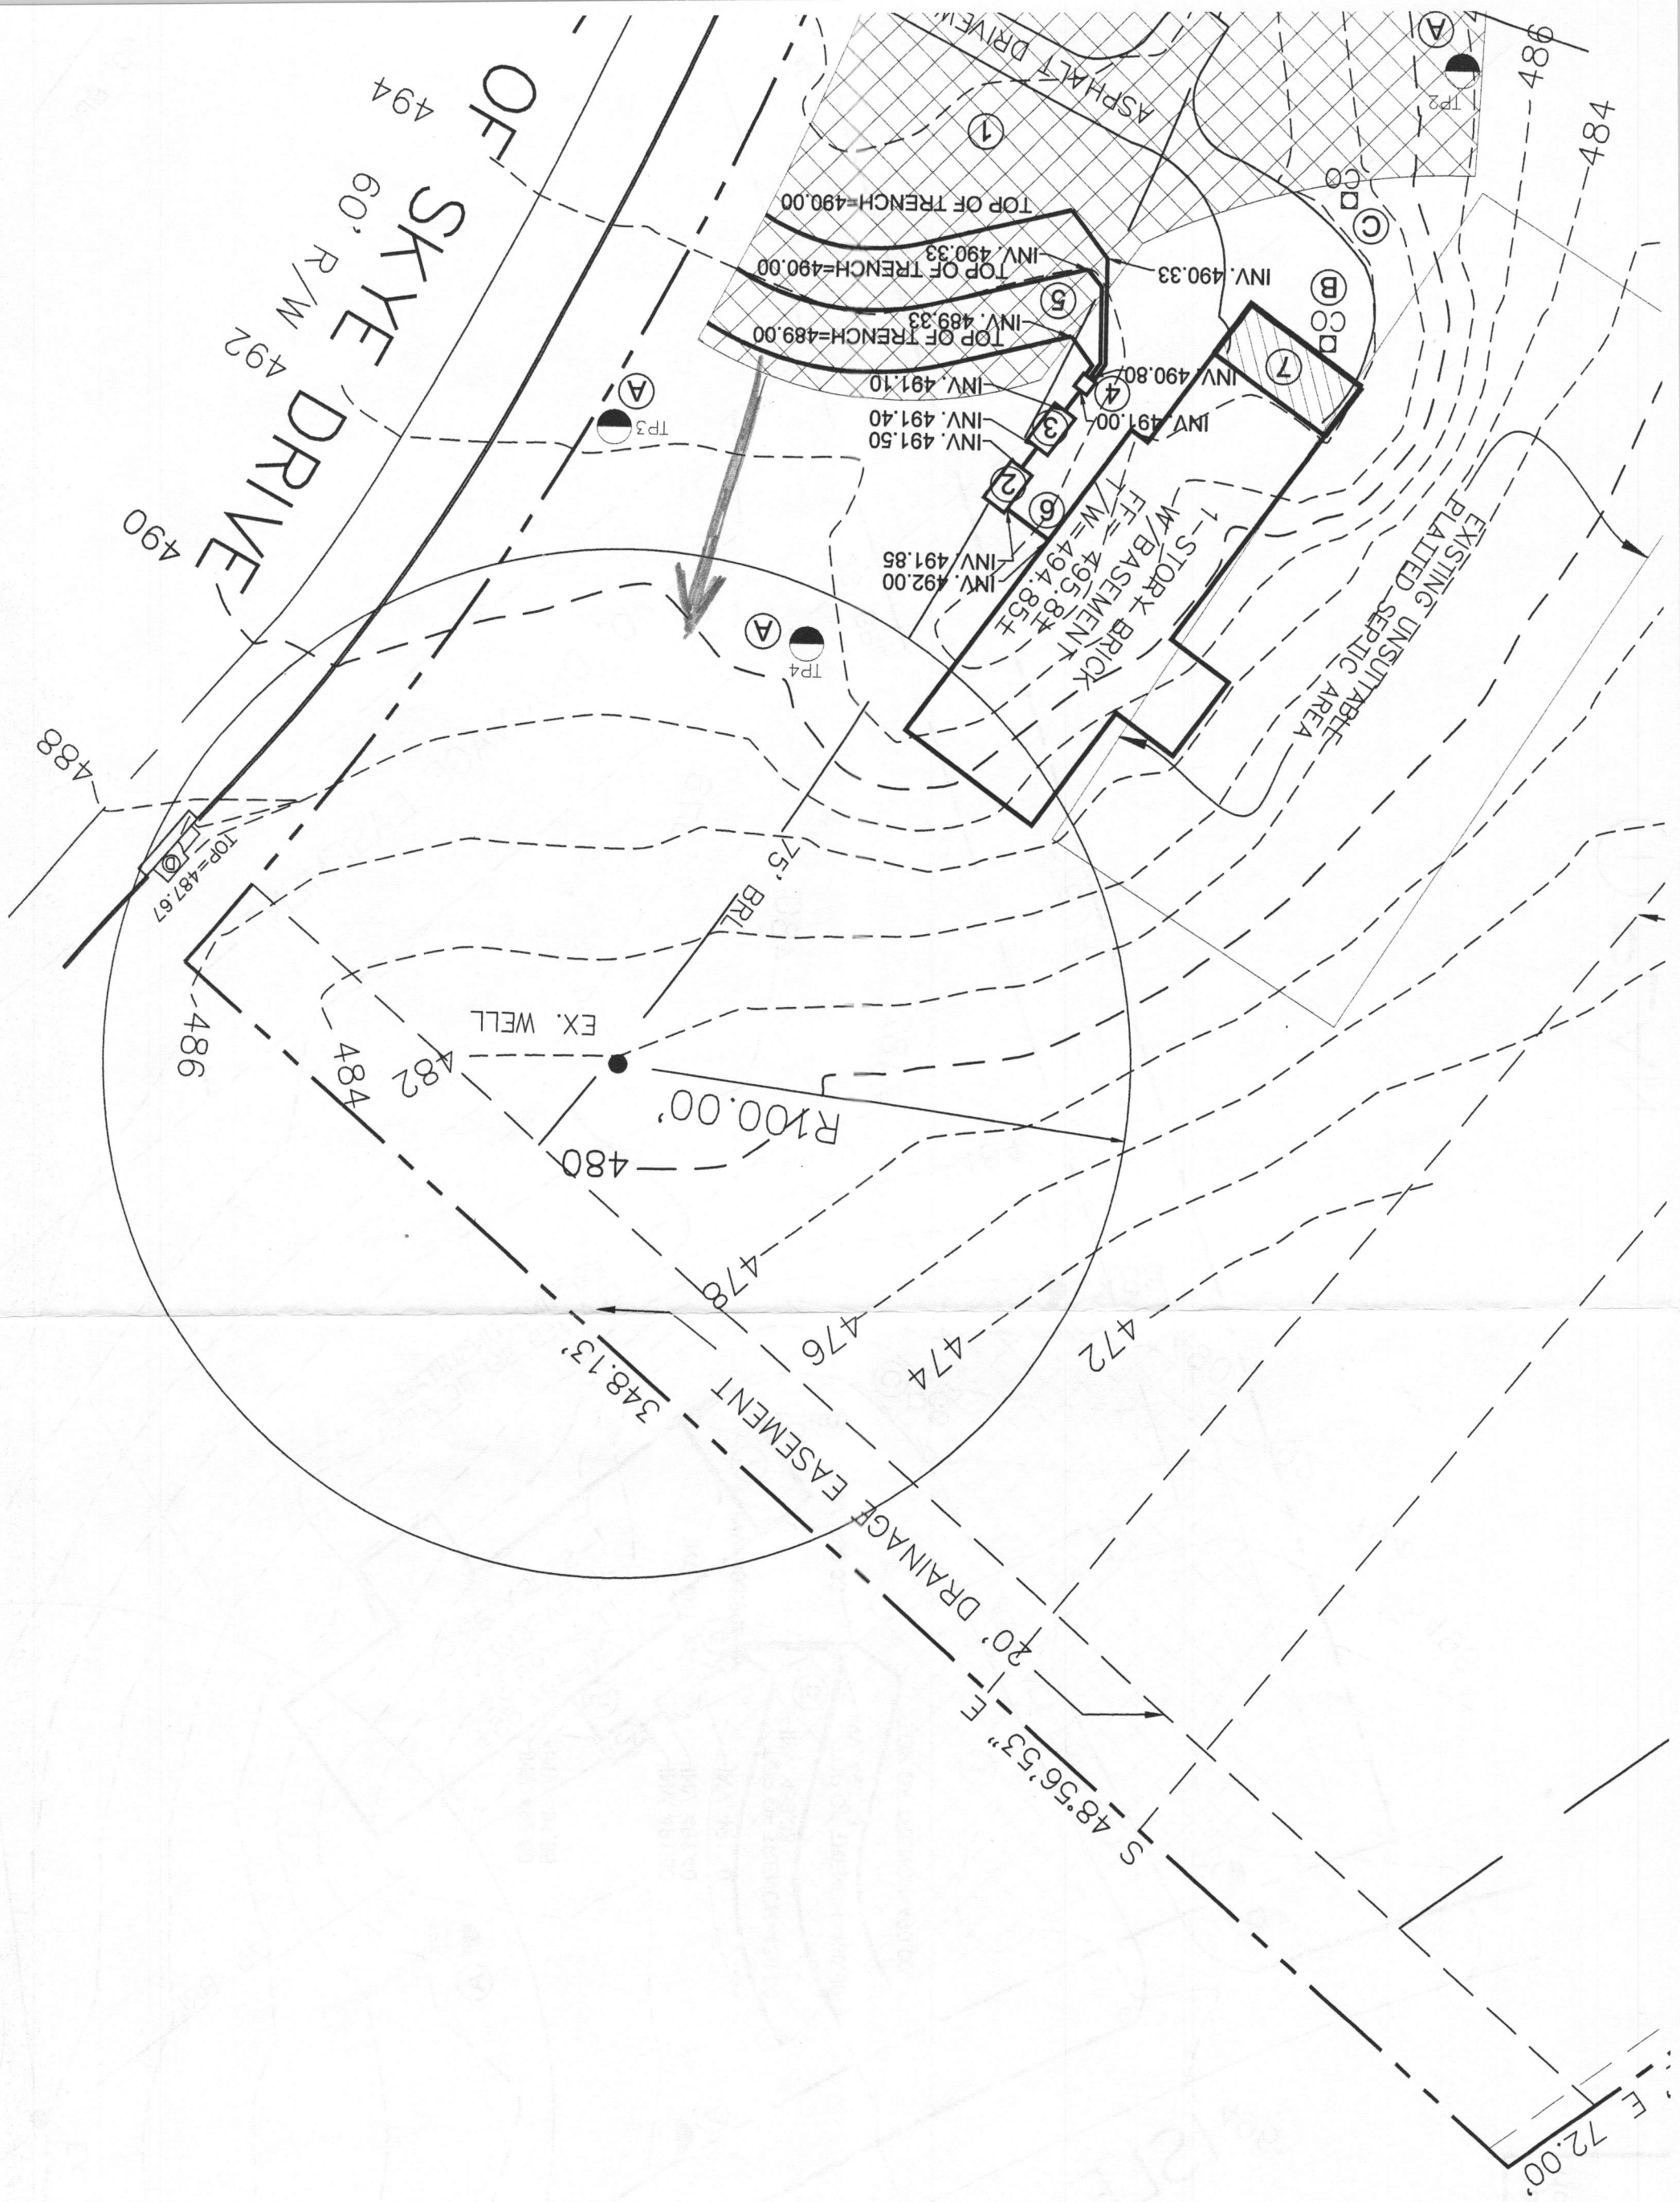 OF SKYE DRIVE
60' R/W
494
492
490
488
TOP=487.67
486
484
482
480
478
476
474
472
486
484
ASPHALT DRIVEW
1
TOP OF TRENCH=490.00
INV. 490.33
TOP OF TRENCH=490.00
INV. 489.33
TOP OF TRENCH=489.00
5
INV. 490.33
INV. 490.80
INV. 491.00
INV. 491.10
INV. 491.40
INV. 491.50
INV. 491.85
INV. 492.00
2
3
4
6
7
1-STORY BRICK
W/BASEMENT
FF= 495.8±
T/W=494.85±
A
TP2
A
TP3
A
TP4
B
CO
C
CO
EXISTING UNSUITABLE
PLATTED SEPTIC AREA
75' BRL
EX. WELL
R100.00'
20' DRAINAGE EASEMENT
S 48°56'53" E
348.13'
E
72.00'